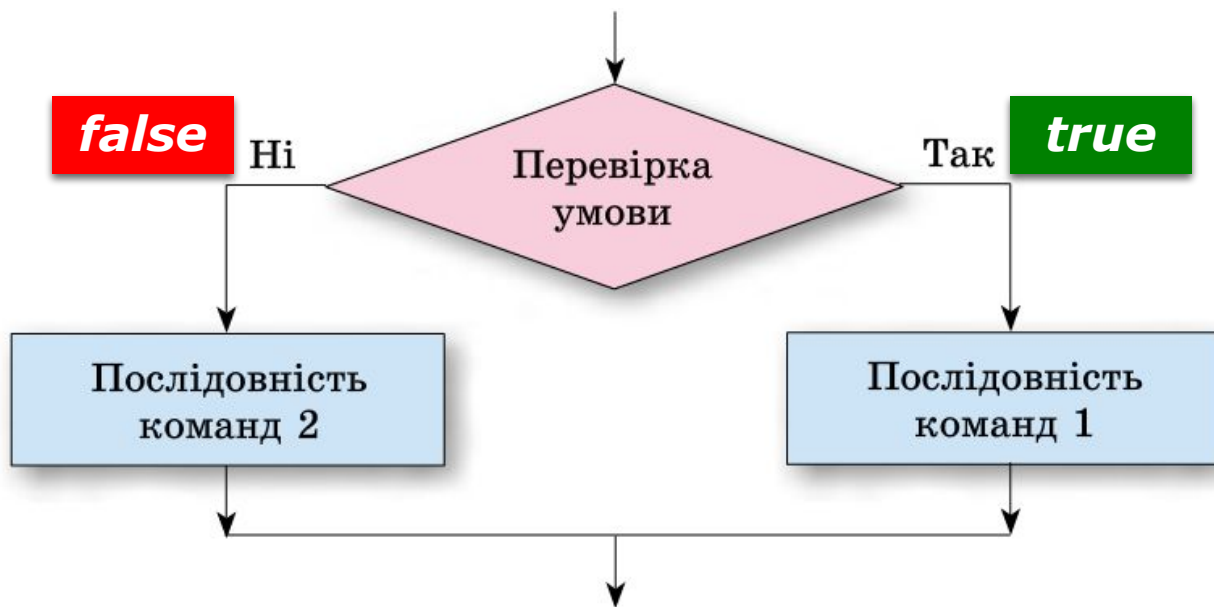 false
Ні
Перевірка
умови
Так
true
Послідовність
команд 2
Послідовність
команд 1